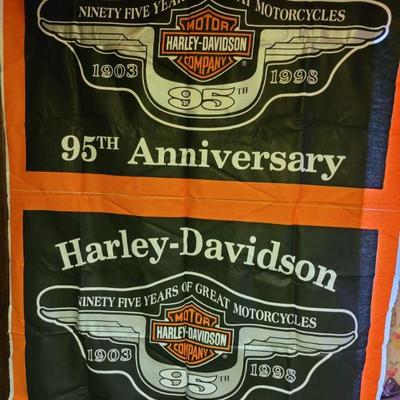 NINETY FIVE YEARS OF GREAT MOTORCYCLES
MOTOR
HARLEY-DAVIDSON
COMPANY
®
1903 1998
95TH
95TH Anniversary
Harley-Davidson
NINETY FIVE YEARS OF GREAT MOTORCYCLES
MOTOR
HARLEY-DAVIDSON
COMPANY
1903 1998
95TH